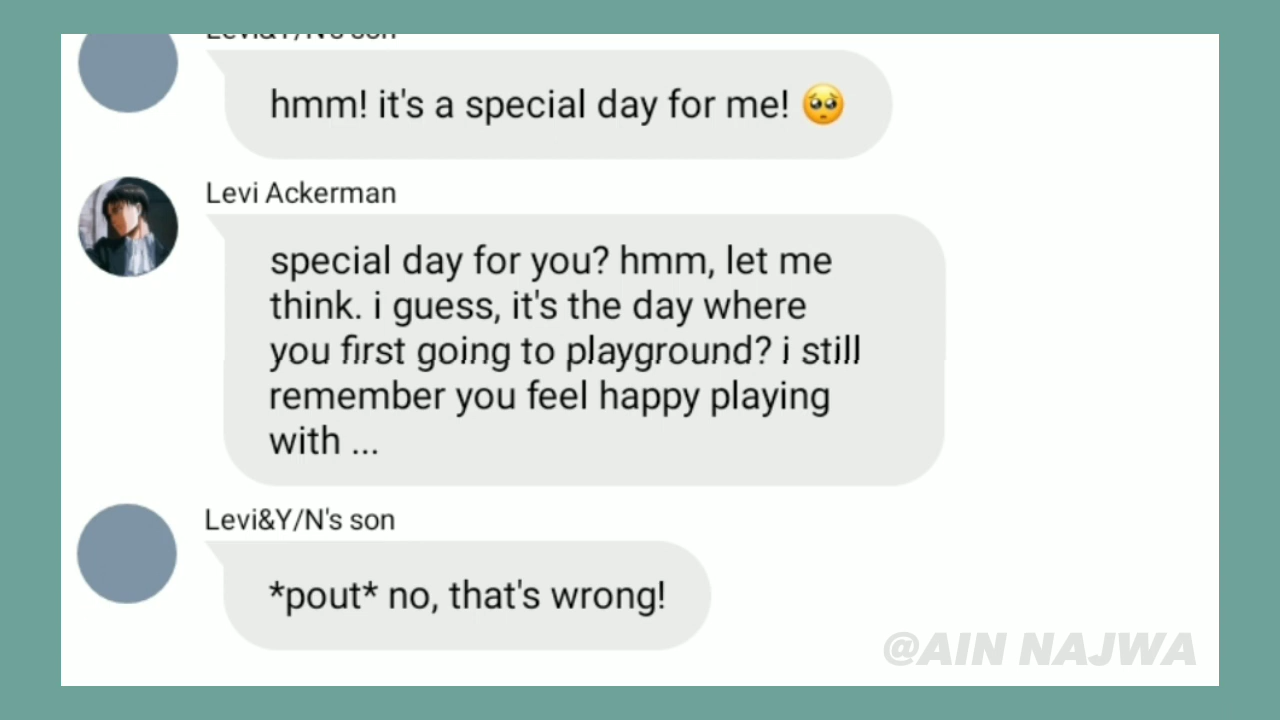 Levi&Y/N's son
hmm! it's a special day for me! 🥺
Levi Ackerman
special day for you? hmm, let me
think. i guess, it's the day where
you first going to playground? i still
remember you feel happy playing
with ...
Levi&Y/N's son
*pout* no, that's wrong!
@AIN NAJWA